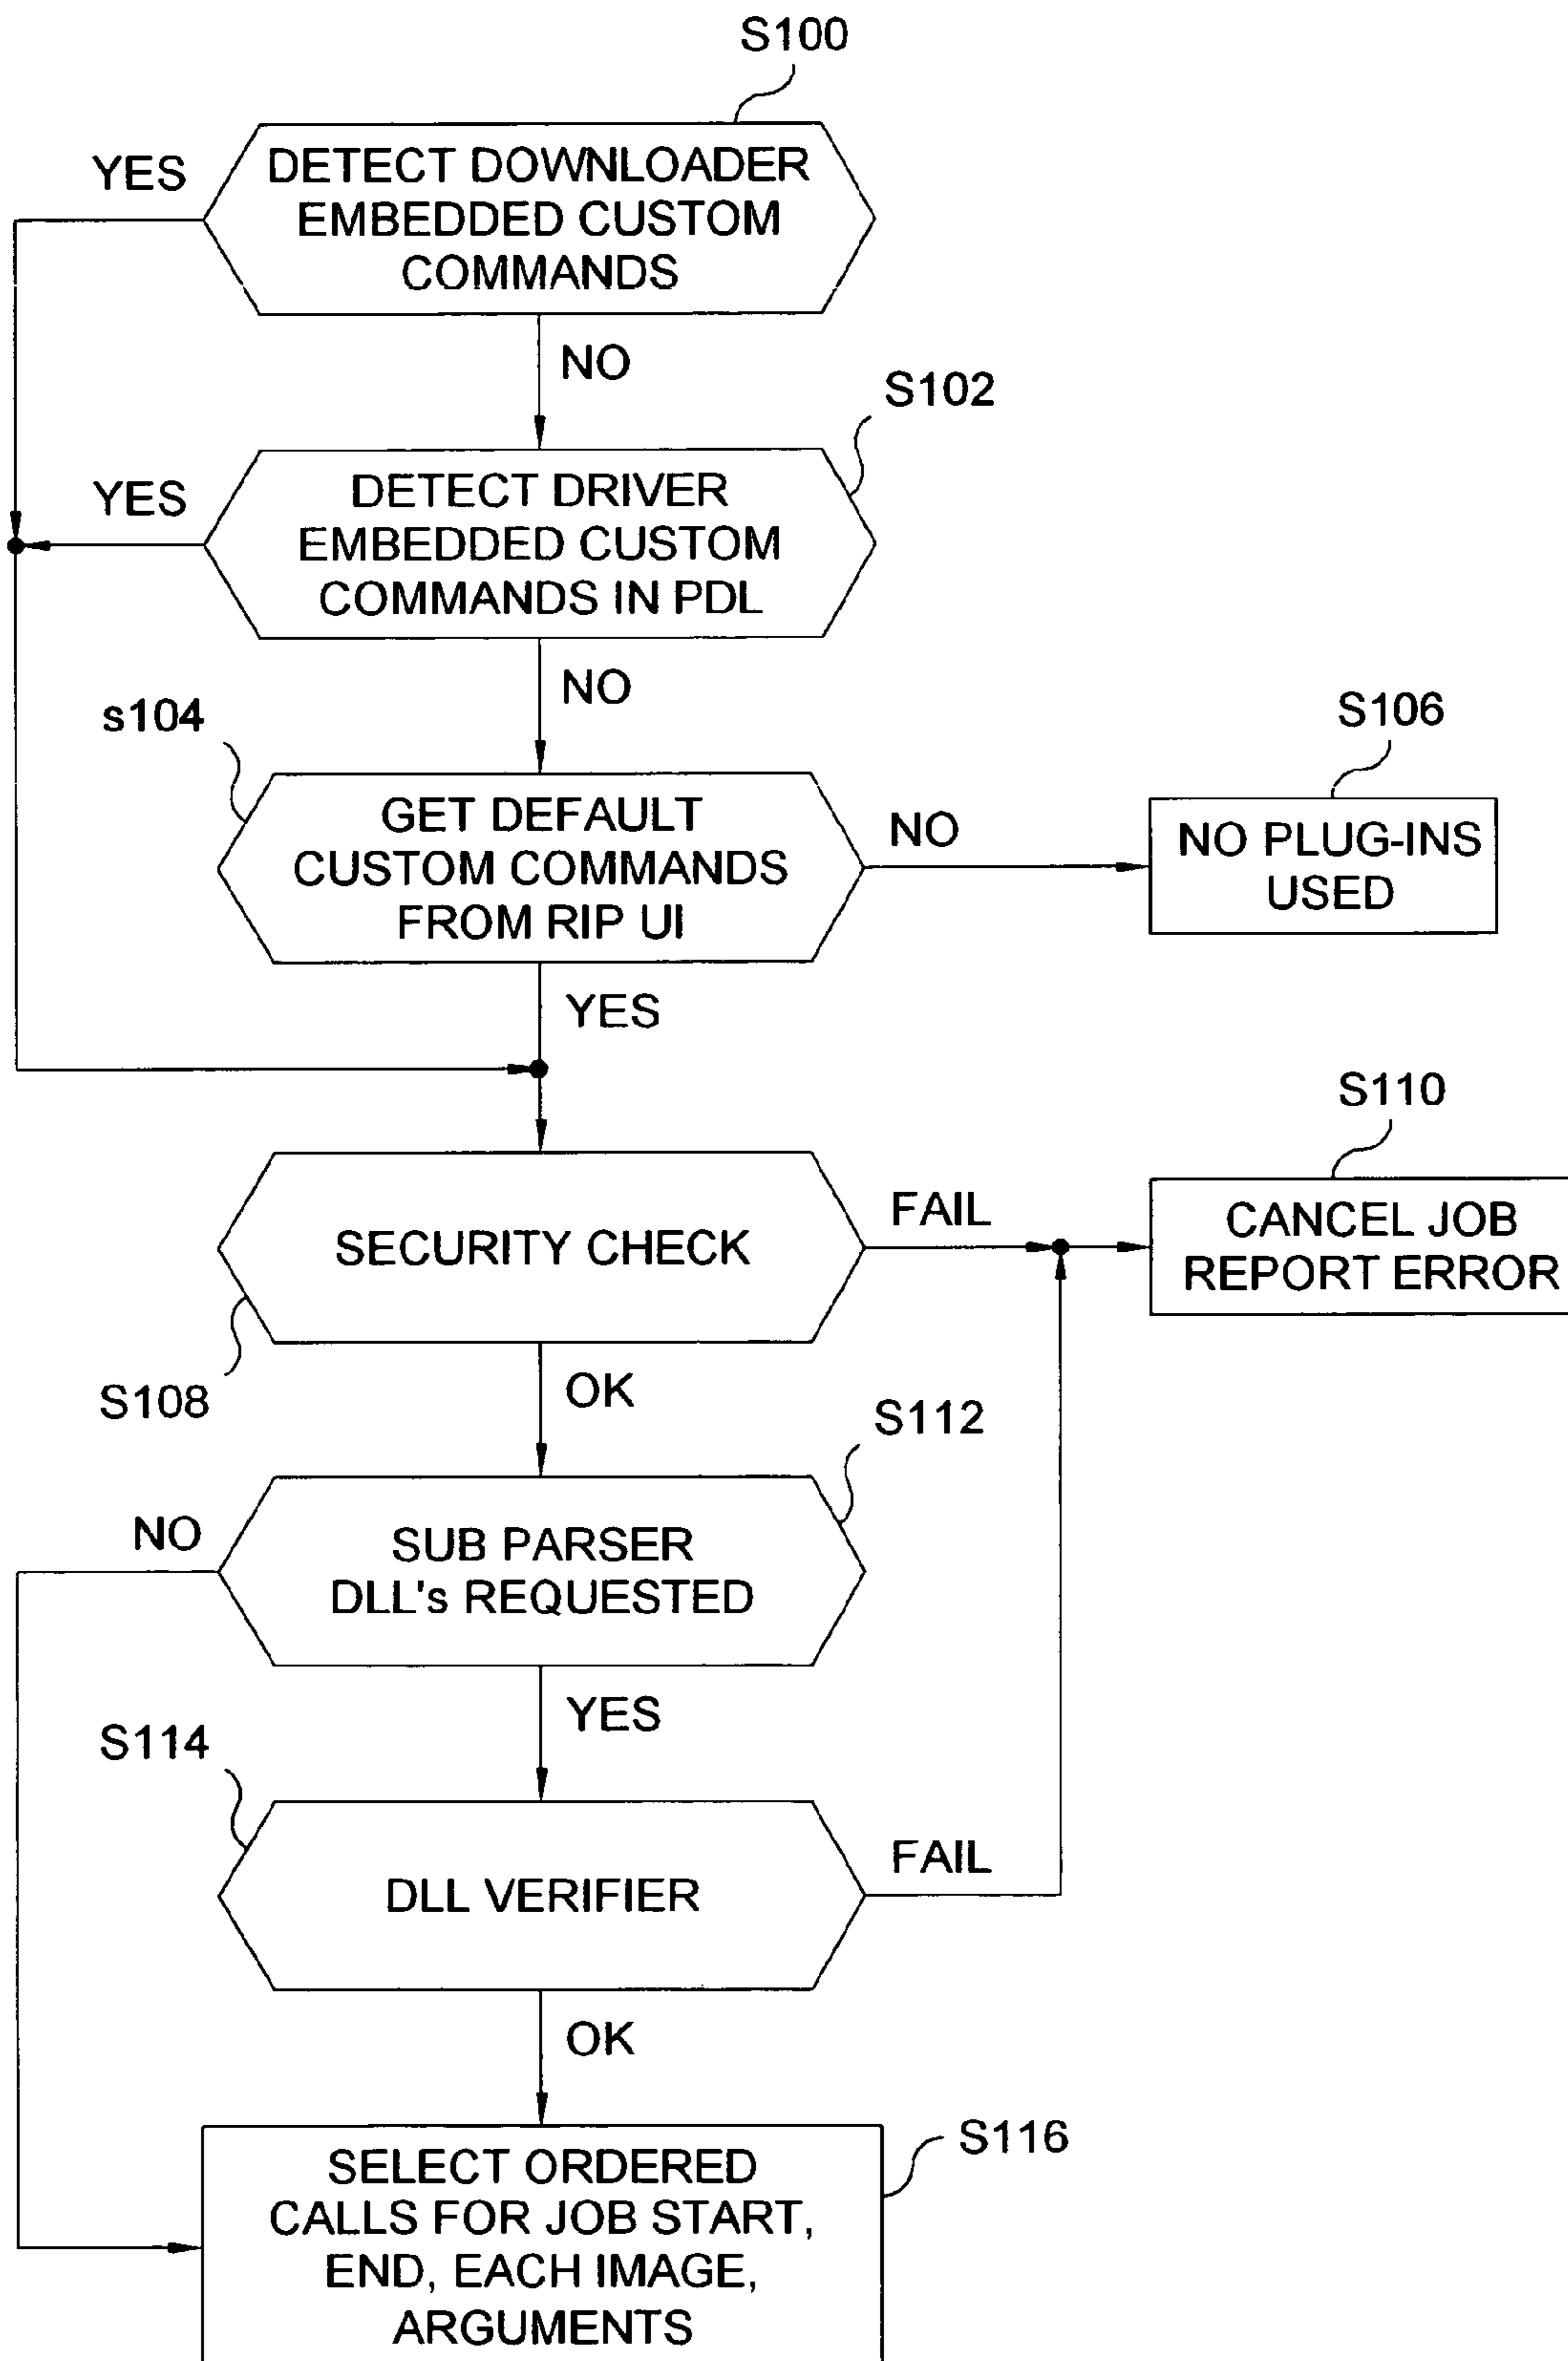 S100
YES
DETECT DOWNLOADER
EMBEDDED CUSTOM
COMMANDS
NO
S102
YES
DETECT DRIVER
EMBEDDED CUSTOM
COMMANDS IN PDL
NO
s104
S106
GET DEFAULT
CUSTOM COMMANDS
FROM RIP UI
NO
NO PLUG-INS
USED
YES
S110
SECURITY CHECK
FAIL
CANCEL JOB
REPORT ERROR
S108
OK
S112
NO
SUB PARSER
DLL's REQUESTED
YES
S114
DLL VERIFIER
FAIL
OK
S116
SELECT ORDERED
CALLS FOR JOB START,
END, EACH IMAGE,
ARGUMENTS